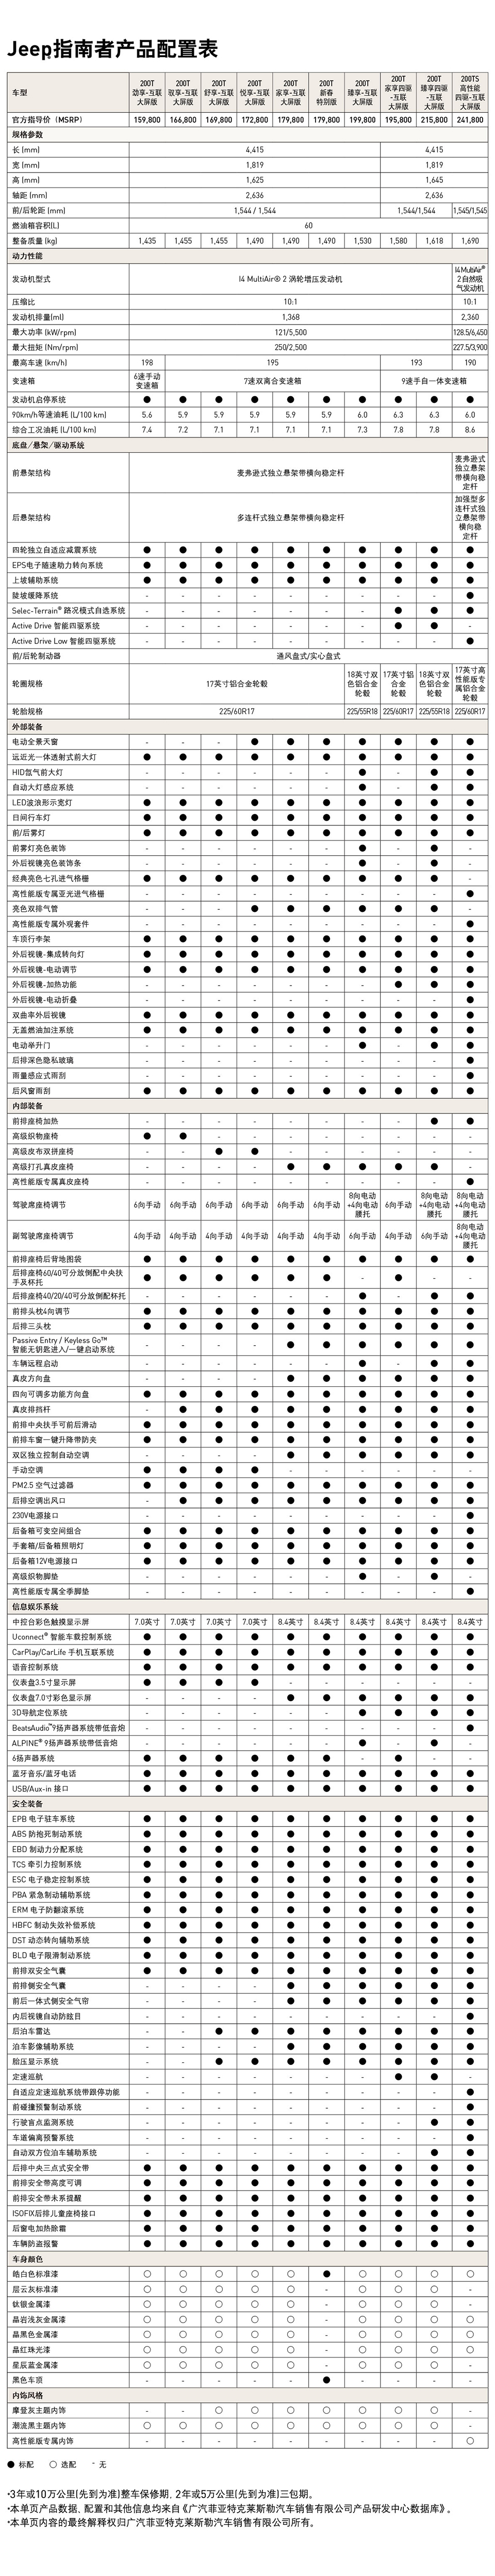 Jeep®指南者产品配置表
车型 200T 劲享-互联大屏版 200T 驭享-互联大屏版 200T 舒享-互联大屏版 200T 悦享-互联大屏版 200T 家享-互联大屏版 200T 新春特别版 200T 臻享-互联大屏版 200T 家享四驱-互联大屏版 200T 臻享四驱-互联大屏版 200TS 高性能四驱-互联大屏版
官方指导价（MSRP） 159,800 166,800 169,800 172,800 179,800 179,800 199,800 195,800 215,800 241,800
规格参数
长 (mm) 4,415 4,415
宽 (mm) 1,819 1,819
高 (mm) 1,625 1,645
轴距 (mm) 2,636 2,636
前/后轮距 (mm) 1,544 / 1,544 1,544/1,544 1,545/1,545
燃油箱容积(L) 60
整备质量 (kg) 1,435 1,455 1,455 1,490 1,490 1,490 1,530 1,580 1,618 1,690
动力性能
发动机型式 I4 MultiAir® 2 涡轮增压发动机 I4 MultiAir® 2 自然吸气发动机
压缩比 10:1 10:1
发动机排量(ml) 1,368 2,360
最大功率 (kW/rpm) 121/5,500 128.5/6,450
最大扭矩 (Nm/rpm) 250/2,500 227.5/3,900
最高车速 (km/h) 198 195 193 190
变速箱 6速手动变速箱 7速双离合变速箱 9速手自一体变速箱
发动机启停系统 ● ● ● ● ● ● ● ● ● ●
90km/h等速油耗 (L/100 km) 5.6 5.9 5.9 5.9 5.9 5.9 6.0 6.3 6.3 6.0
综合工况油耗 (L/100 km) 7.4 7.2 7.1 7.1 7.1 7.1 7.3 7.8 7.8 8.6
底盘/悬架/驱动系统
前悬架结构 麦弗逊式独立悬架带横向稳定杆 麦弗逊式独立悬架带横向稳定杆
后悬架结构 多连杆式独立悬架带横向稳定杆 加强型多连杆式独立悬架带横向稳定杆
四轮独立自适应减震系统 ● ● ● ● ● ● ● ● ● ●
EPS电子随速助力转向系统 ● ● ● ● ● ● ● ● ● ●
上坡辅助系统 ● ● ● ● ● ● ● ● ● ●
陡坡缓降系统 - - - - - - - - - ●
Selec-Terrain® 路况模式自选系统 - - - - - - - ● ● ●
Active Drive 智能四驱系统 - - - - - - - ● ● -
Active Drive Low 智能四驱系统 - - - - - - - - - ●
前/后轮制动器 通风盘式/实心盘式
轮圈规格 17英寸铝合金轮毂 18英寸双色铝合金轮毂 17英寸铝合金轮毂 18英寸双色铝合金轮毂 17英寸高性能版专属铝合金轮毂
轮胎规格 225/60R17 225/55R18 225/60R17 225/55R18 225/60R17
外部装备
电动全景天窗 - - - ● ● ● ● ● ● ●
远近光一体透射式前大灯 ● ● ● ● ● ● ● ● ● ●
HID氙气前大灯 - - - - - - ● - ● ●
自动大灯感应系统 - - - - - - ● - ● ●
LED波浪形示宽灯 ● ● ● ● ● ● ● ● ● ●
日间行车灯 ● ● ● ● ● ● ● ● ● ●
前/后雾灯 ● ● ● ● ● ● ● ● ● ●
前雾灯亮色装饰 - - - - - - ● - ● -
外后视镜亮色装饰条 - - - - - - ● - ● -
经典亮色七孔进气格栅 ● ● ● ● ● ● ● ● ● -
高性能版专属亚光进气格栅 - - - - - - - - - ●
亮色双排气管 - - - ● ● ● ● ● ● -
高性能版专属外观套件 - - - - - - - - - ●
车顶行李架 ● ● ● ● ● ● ● ● ● ●
外后视镜-集成转向灯 ● ● ● ● ● ● ● ● ● ●
外后视镜-电动调节 ● ● ● ● ● ● ● ● ● ●
外后视镜-加热功能 - - - - - - - ● ● ●
外后视镜-电动折叠 - - - - - - - - - ●
双曲率外后视镜 ● ● ● ● ● ● ● ● ● ●
无盖燃油加注系统 ● ● ● ● ● ● ● ● ● ●
电动举升门 - - - - - - ● - ● ●
后排深色隐私玻璃 - - - - - - - - - ●
雨量感应式雨刮 - - - - - - - - - ●
后风窗雨刮 ● ● ● ● ● ● ● ● ● ●
内部装备
前排座椅加热 - - - - - - - - ● ●
高级织物座椅 ● ● - - - - - - - -
高级皮布双拼座椅 - - ● ● - - - - - -
高级打孔真皮座椅 - - - - ● ● ● ● ● -
高性能版专属真皮座椅 - - - - - - - - - ●
驾驶席座椅调节 6向手动 6向手动 6向手动 6向手动 6向手动 6向手动 8向电动+4向电动腰托 6向手动 8向电动+4向电动腰托 8向电动+4向电动腰托
副驾驶席座椅调节 4向手动 4向手动 4向手动 4向手动 4向手动 4向手动 6向手动 4向手动 6向手动 8向电动+4向电动腰托
前排座椅后背地图袋 ● ● ● ● ● ● ● ● ● ●
后排座椅60/40可分放倒配中央扶手及杯托 ● ● ● ● ● ● - ● - -
后排座椅40/20/40可分放倒配杯托 - - - - - - ● - ● ●
前排头枕4向调节 ● ● ● ● ● ● ● ● ● ●
后排三头枕 ● ● ● ● ● ● ● ● ● ●
Passive Entry / Keyless Go™ 智能无钥匙进入/一键启动系统 - - - - ● ● ● ● ● ●
车辆远程启动 - - - - - - ● - ● ●
真皮方向盘 - - - - ● ● ● ● ● ●
四向可调多功能方向盘 ● ● ● ● ● ● ● ● ● ●
真皮排挡杆 - ● ● ● ● ● ● ● ● ●
前排中央扶手可前后滑动 ● ● ● ● ● ● ● ● ● ●
前排车窗一键升降带防夹 ● ● ● ● ● ● ● ● ● ●
双区独立控制自动空调 - - - - ● ● ● ● ● ●
手动空调 ● ● ● ● - - - - - -
PM2.5 空气过滤器 ● ● ● ● ● ● ● ● ● ●
后排空调出风口 - ● ● ● ● ● ● ● ● ●
230V电源接口 - - - - - - - - - ●
后备箱可变空间组合 ● ● ● ● ● ● ● ● ● ●
手套箱/后备箱照明灯 ● ● ● ● ● ● ● ● ● ●
后备箱12V电源接口 ● ● ● ● ● ● ● ● ● ●
高级织物脚垫 - - - - - - ● - ● -
高性能版专属全季脚垫 - - - - - - - - - ●
信息娱乐系统
中控台彩色触摸显示屏 7.0英寸 7.0英寸 7.0英寸 7.0英寸 8.4英寸 8.4英寸 8.4英寸 8.4英寸 8.4英寸 8.4英寸
Uconnect® 智能车载控制系统 ● ● ● ● ● ● ● ● ● ●
CarPlay/CarLife 手机互联系统 ● ● ● ● ● ● ● ● ● ●
语音控制系统 ● ● ● ● ● ● ● ● ● ●
仪表盘3.5寸显示屏 ● ● ● ● - - - - - -
仪表盘7.0寸彩色显示屏 - - - - ● ● ● ● ● ●
3D导航定位系统 - - - - - - ● ● ● ●
BeatsAudio™9扬声器系统带低音炮 - - - - - - - - - ●
ALPINE® 9扬声器系统带低音炮 - - - - - - ● - ● -
6扬声器系统 ● ● ● ● ● ● - ● - -
蓝牙音乐/蓝牙电话 ● ● ● ● ● ● ● ● ● ●
USB/Aux-in 接口 ● ● ● ● ● ● ● ● ● ●
安全装备
EPB 电子驻车系统 ● ● ● ● ● ● ● ● ● ●
ABS 防抱死制动系统 ● ● ● ● ● ● ● ● ● ●
EBD 制动力分配系统 ● ● ● ● ● ● ● ● ● ●
TCS 牵引力控制系统 ● ● ● ● ● ● ● ● ● ●
ESC 电子稳定控制系统 ● ● ● ● ● ● ● ● ● ●
PBA 紧急制动辅助系统 ● ● ● ● ● ● ● ● ● ●
ERM 电子防翻滚系统 ● ● ● ● ● ● ● ● ● ●
HBFC 制动失效补偿系统 ● ● ● ● ● ● ● ● ● ●
DST 动态转向辅助系统 ● ● ● ● ● ● ● ● ● ●
BLD 电子限滑制动系统 ● ● ● ● ● ● ● ● ● ●
前排双安全气囊 ● ● ● ● ● ● ● ● ● ●
前排侧安全气囊 - - - - ● ● ● ● ● ●
前后一体式侧安全气帘 - - - - ● ● ● ● ● ●
内后视镜自动防眩目 - - - - - - - - - ●
后泊车雷达 - - ● ● ● ● ● ● ● ●
泊车影像辅助系统 - - - - ● ● ● ● ● ●
胎压显示系统 - - ● ● ● ● ● ● ● ●
定速巡航 - - - - - - - ● ● -
自适应定速巡航系统带跟停功能 - - - - - - - - - ●
前碰撞预警制动系统 - - - - - - - - - ●
行驶盲点监测系统 - - - - - - - - ● ●
车道偏离预警系统 - - - - - - - - - ●
自动双方位泊车辅助系统 - - - - - - - - ● ●
后排中央三点式安全带 ● ● ● ● ● ● ● ● ● ●
前排安全带高度可调 ● ● ● ● ● ● ● ● ● ●
前排安全带未系提醒 ● ● ● ● ● ● ● ● ● ●
ISOFIX后排儿童座椅接口 ● ● ● ● ● ● ● ● ● ●
后窗电加热除霜 ● ● ● ● ● ● ● ● ● ●
车辆防盗报警 ● ● ● ● ● ● ● ● ● ●
车身颜色
皓白色标准漆 ○ ○ ○ ○ ○ ● ○ ○ ○ ○
层云灰标准漆 ○ ○ ○ ○ ○ - ○ ○ ○ -
钛银金属漆 ○ ○ ○ ○ ○ - ○ ○ ○ -
晶岩浅灰金属漆 ○ ○ ○ ○ ○ - ○ ○ ○ ○
晶黑色金属漆 ○ ○ ○ ○ ○ - ○ ○ ○ ○
晶红珠光漆 ○ ○ ○ ○ ○ - ○ ○ ○ ○
星辰蓝金属漆 ○ ○ ○ ○ ○ - ○ ○ ○ -
黑色车顶 - - - - - ● - - - -
内饰风格
摩登灰主题内饰 - - ○ ○ ○ ○ ○ ○ ○ -
潮流黑主题内饰 ○ ○ ○ ○ ○ ○ ○ ○ ○ -
高性能版专属内饰 - - - - - - - - - ○
● 标配 ○ 选配 - 无
•3年或10万公里(先到为准)整车保修期，2年或5万公里(先到为准)三包期。
•本单页产品数据、配置和其他信息均来自《广汽菲亚特克莱斯勒汽车销售有限公司产品研发中心数据库》。
•本单页内容的最终解释权归广汽菲亚特克莱斯勒汽车销售有限公司所有。